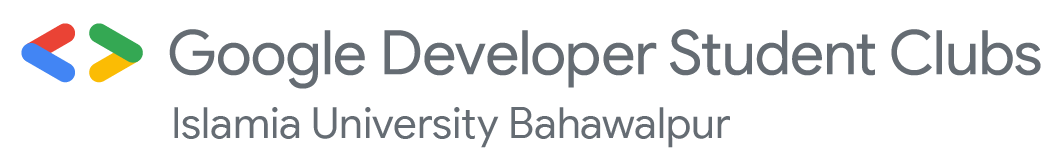 Google Developer Student Clubs
Islamia University Bahawalpur